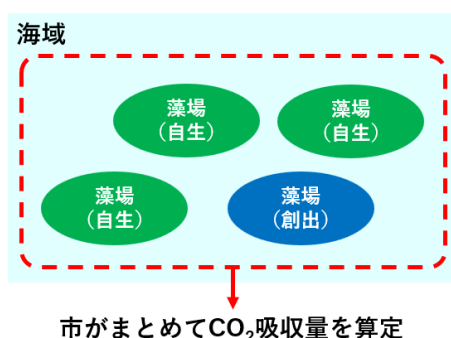 海域
藻場
（自生）
藻場
（自生）
藻場
（自生）
藻場
（創出）
市がまとめてCO₂吸収量を算定